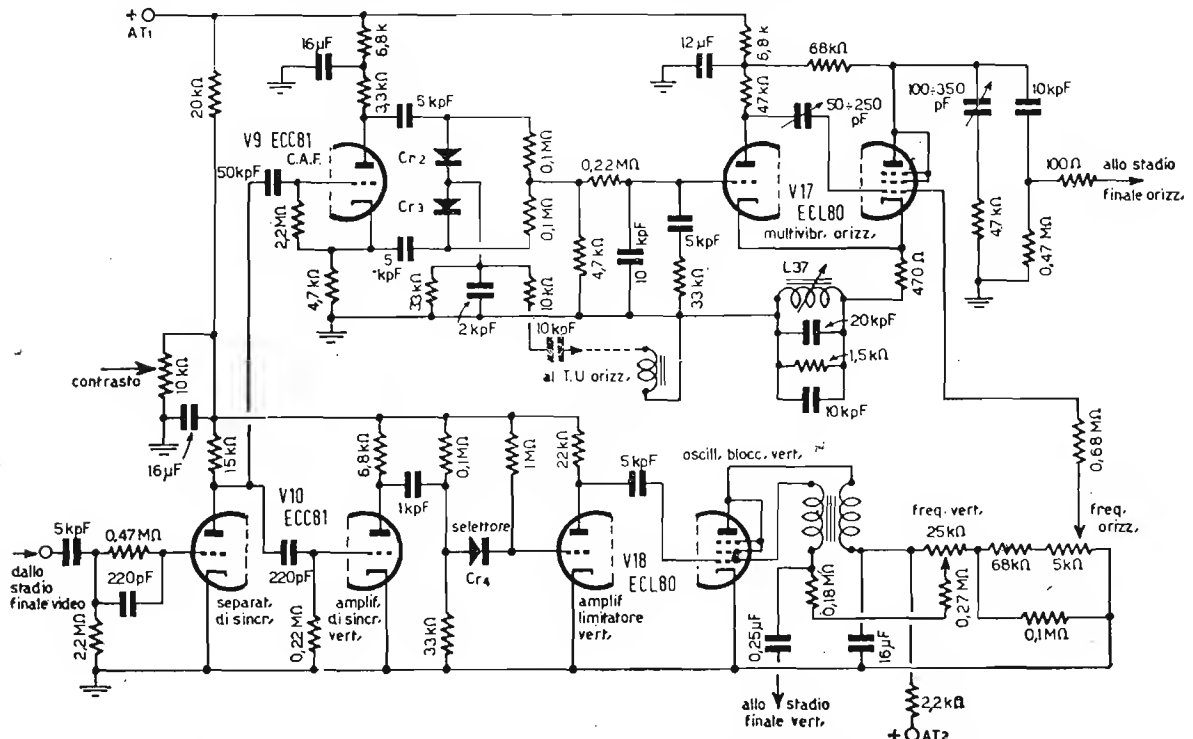 +
AT1
16µF
6,8k
20kΩ
33kΩ
5kpF
V9 ECC81
C.A.F.
50kpF
2,2MΩ
Cr2
Cr3
0,1MΩ
0,1MΩ
5
kpF
4,7kΩ
33kΩ
2kpF
10kΩ
10kpF
al T.U orizz.
0,22MΩ
4,7kΩ
10
kpF
5kpF
33kΩ
12µF
6,8k
47kΩ
68kΩ
50÷250
pF
V17
ECL80
multivibr. orizz.
100÷350
pF
10kpF
100Ω
allo stadio
finale orizz.
4,7kΩ
0,47MΩ
470Ω
L37
20kpF
1,5kΩ
10kpF
contrasto
10kΩ
16µF
15kΩ
5kpF
0,47MΩ
220pF
dallo
stadio
finale video
2,2MΩ
separat.
di sincr.
V10
ECC81
220pF
0,22MΩ
amplif.
di sincr.
vert.
6,8kΩ
1kpF
0,1MΩ
selettore
Cr4
33kΩ
1MΩ
22kΩ
5kpF
V18
ECL80
amplif
limitatore
vert.
oscill. blocc. vert.
0,25µF
allo stadio
finale vert.
0,18MΩ
16µF
freq. vert.
25kΩ
0,27MΩ
68kΩ
5kΩ
0,1MΩ
0,68MΩ
freq.
orizz.
2,2kΩ
+ AT2